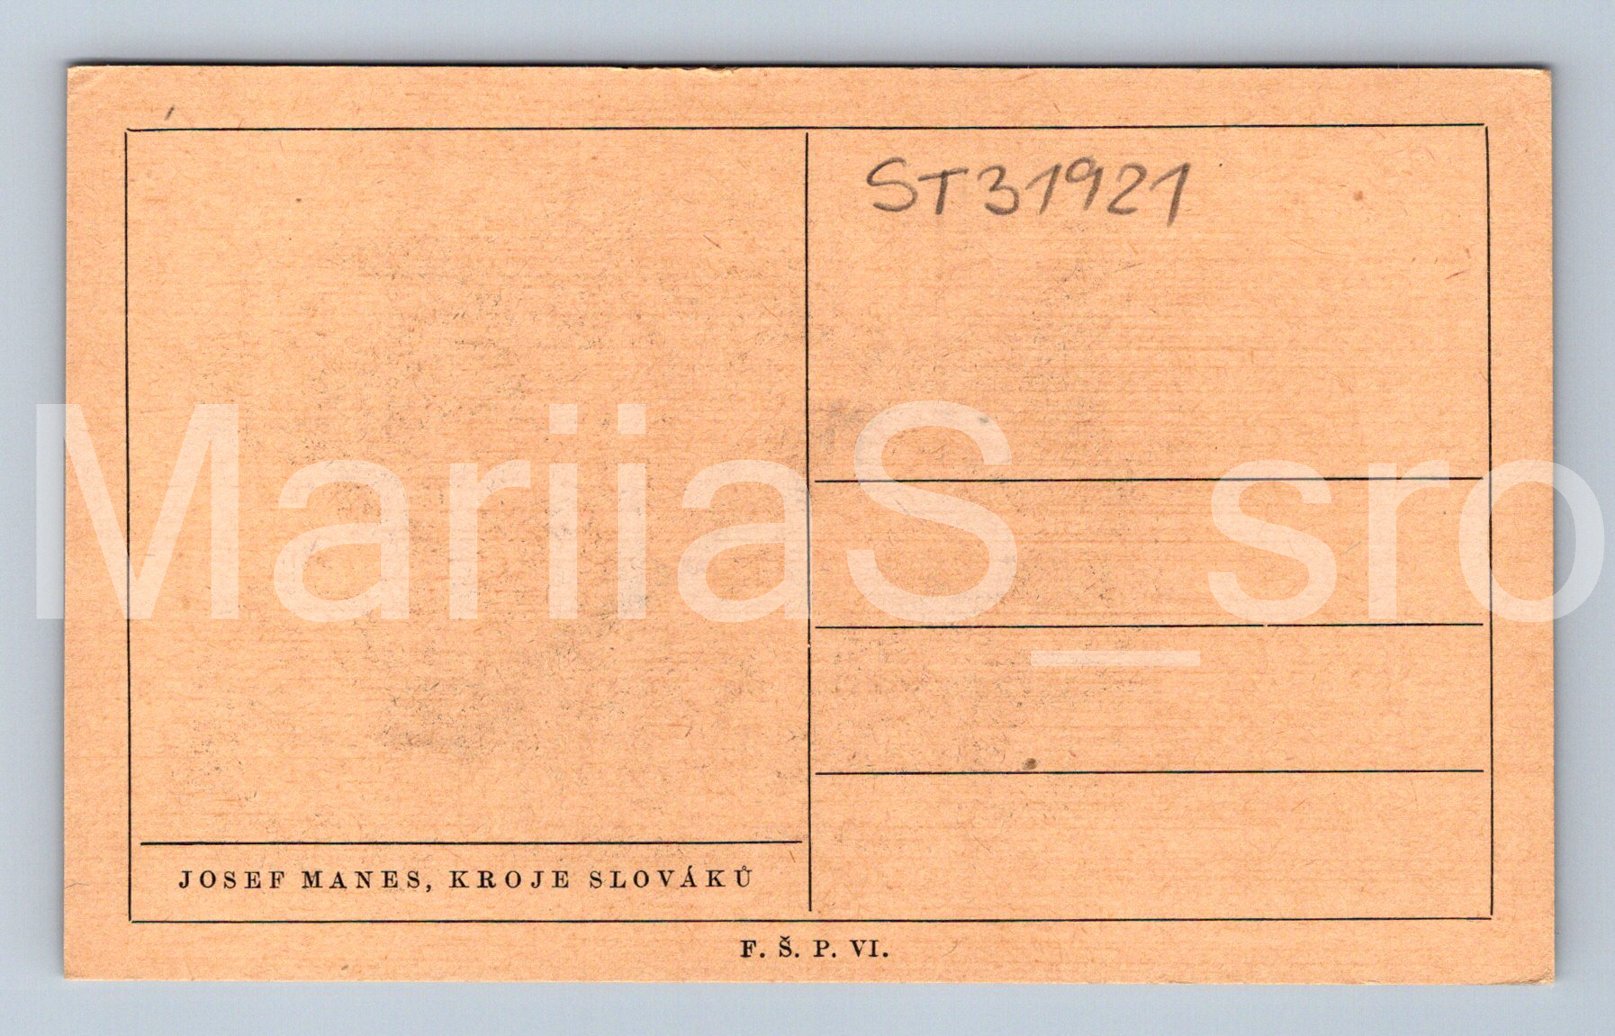 ST31921
MariiaS_sro
JOSEF MANES, KROJE SLOVÁKŮ
F. Š. P. VI.